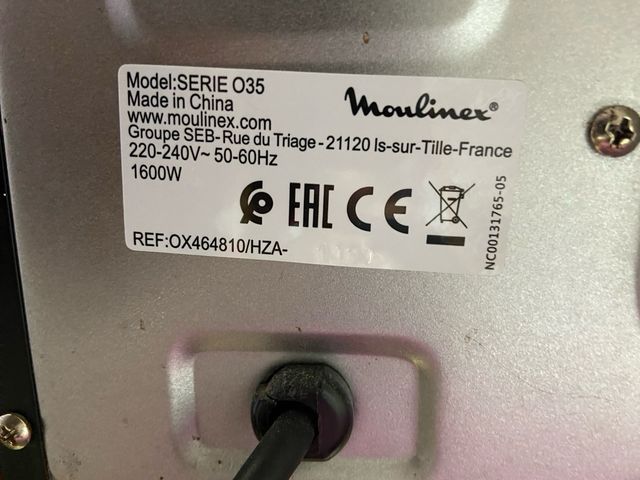 Model:SERIE O35
Made in China
Moulinex®
www.moulinex.com
Groupe SEB-Rue du Triage - 21120 Is-sur-Tille-France
220-240V~ 50-60Hz
1600W
EAC CE
REF:OX464810/HZA-
NC00131765-05